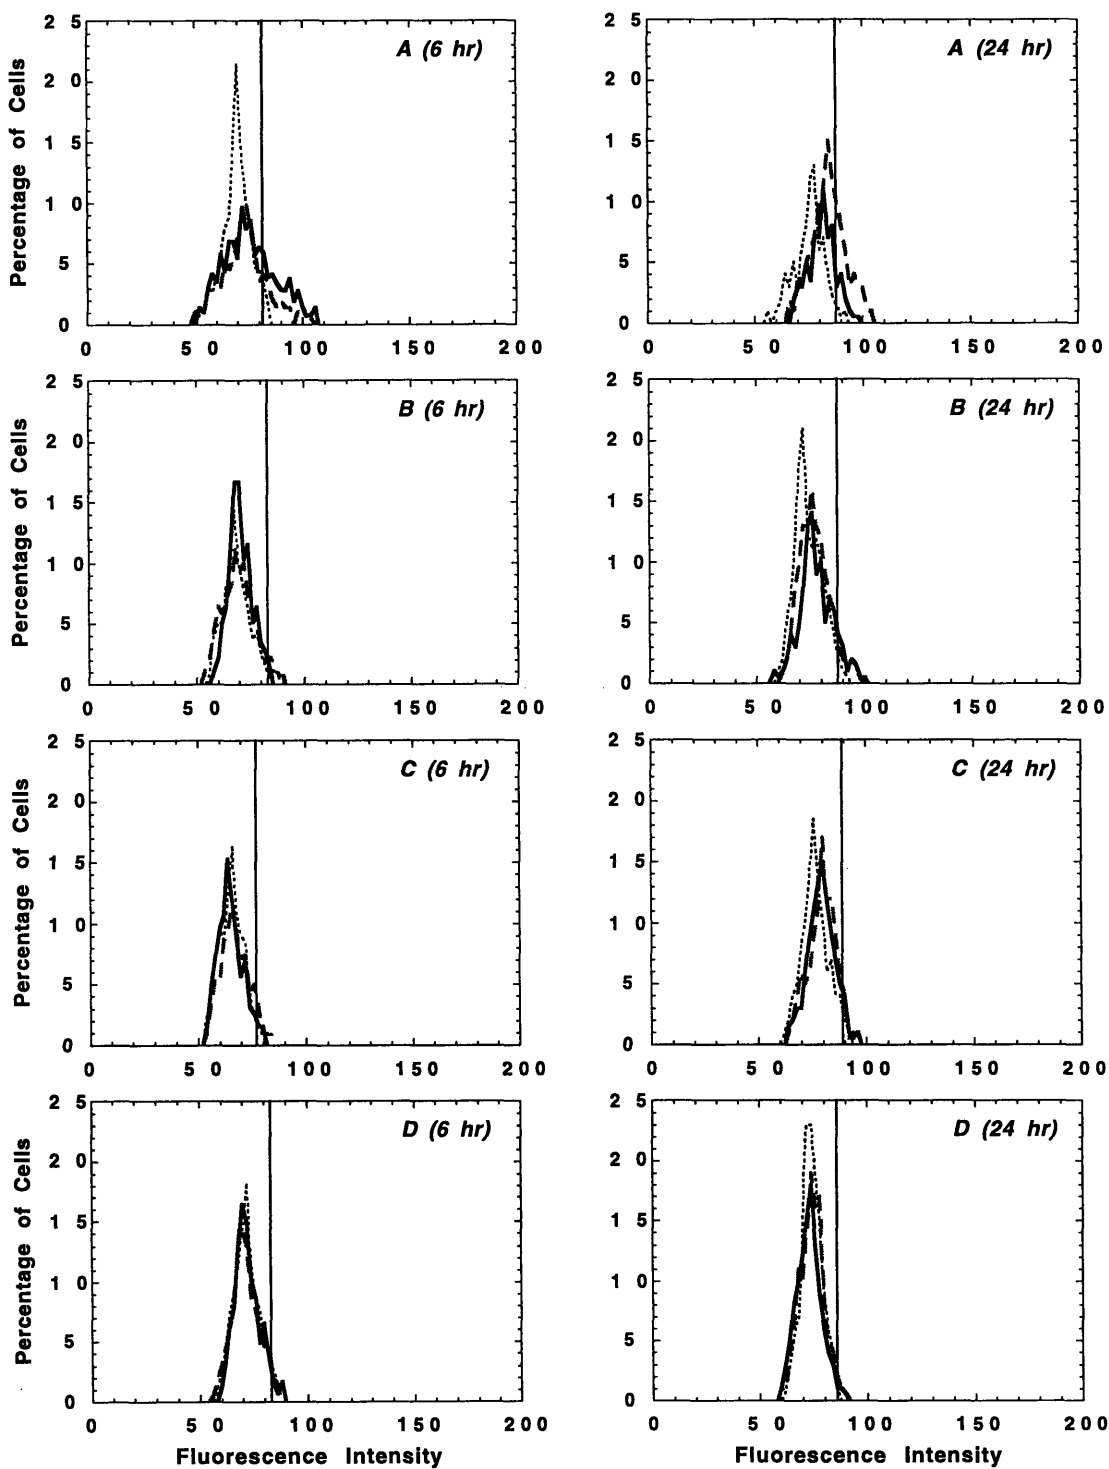 A (6 hr)
Percentage of Cells
2 5
2 0
1 5
1 0
5
0
0 5 0 1 0 0 1 5 0 2 0 0
A (24 hr)
2 5
2 0
1 5
1 0
5
0
0 5 0 1 0 0 1 5 0 2 0 0
B (6 hr)
Percentage of Cells
2 5
2 0
1 5
1 0
5
0
0 5 0 1 0 0 1 5 0 2 0 0
B (24 hr)
2 5
2 0
1 5
1 0
5
0
0 5 0 1 0 0 1 5 0 2 0 0
C (6 hr)
Percentage of Cells
2 5
2 0
1 5
1 0
5
0
0 5 0 1 0 0 1 5 0 2 0 0
C (24 hr)
2 5
2 0
1 5
1 0
5
0
0 5 0 1 0 0 1 5 0 2 0 0
D (6 hr)
Percentage of Cells
2 5
2 0
1 5
1 0
5
0
0 5 0 1 0 0 1 5 0 2 0 0
Fluorescence Intensity
D (24 hr)
2 5
2 0
1 5
1 0
5
0
0 5 0 1 0 0 1 5 0 2 0 0
Fluorescence Intensity